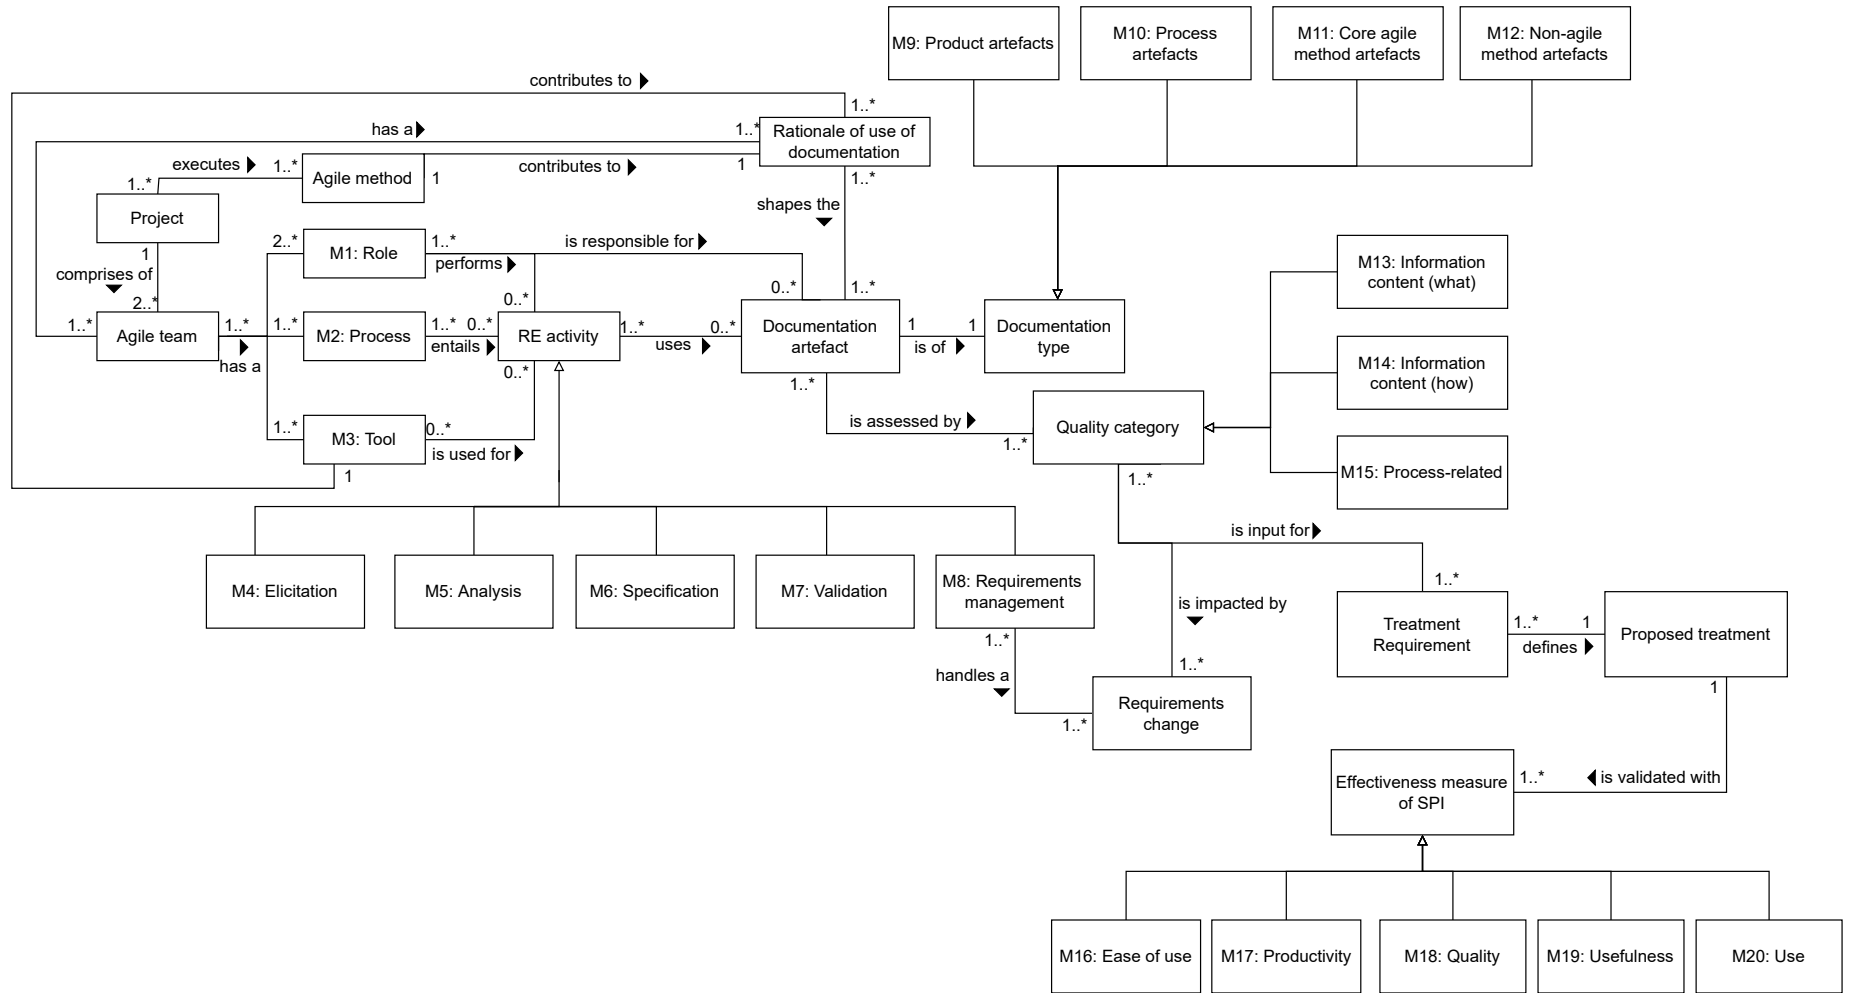 M9: Product artefacts
M10: Process
artefacts
M11: Core agile
method artefacts
M12: Non-agile
method artefacts
contributes to
1..*
has a
1..*
Rationale of use of
documentation
executes
1..*
Agile method
1
contributes to
1
1..*
1..*
Project
shapes the
1
comprises of
2..*
2..*
M1: Role
1..*
performs
is responsible for
0..*
0..*
1..*
M13: Information
content (what)
1..*
Agile team
1..*
has a
1..*
M2: Process
1..*
0..*
entails
RE activity
1..*
0..*
uses
Documentation
artefact
1
1
is of
Documentation
type
0..*
1..*
M14: Information
content (how)
1..*
M3: Tool
0..*
is used for
1
is assessed by
1..*
Quality category
1..*
M15: Process-related
is input for
1..*
M4: Elicitation
M5: Analysis
M6: Specification
M7: Validation
M8: Requirements
management
is impacted by
Treatment
Requirement
1..*
1
defines
Proposed treatment
1..*
handles a
1..*
1..*
Requirements
change
1
Effectiveness measure
of SPI
1..*
is validated with
M16: Ease of use
M17: Productivity
M18: Quality
M19: Usefulness
M20: Use